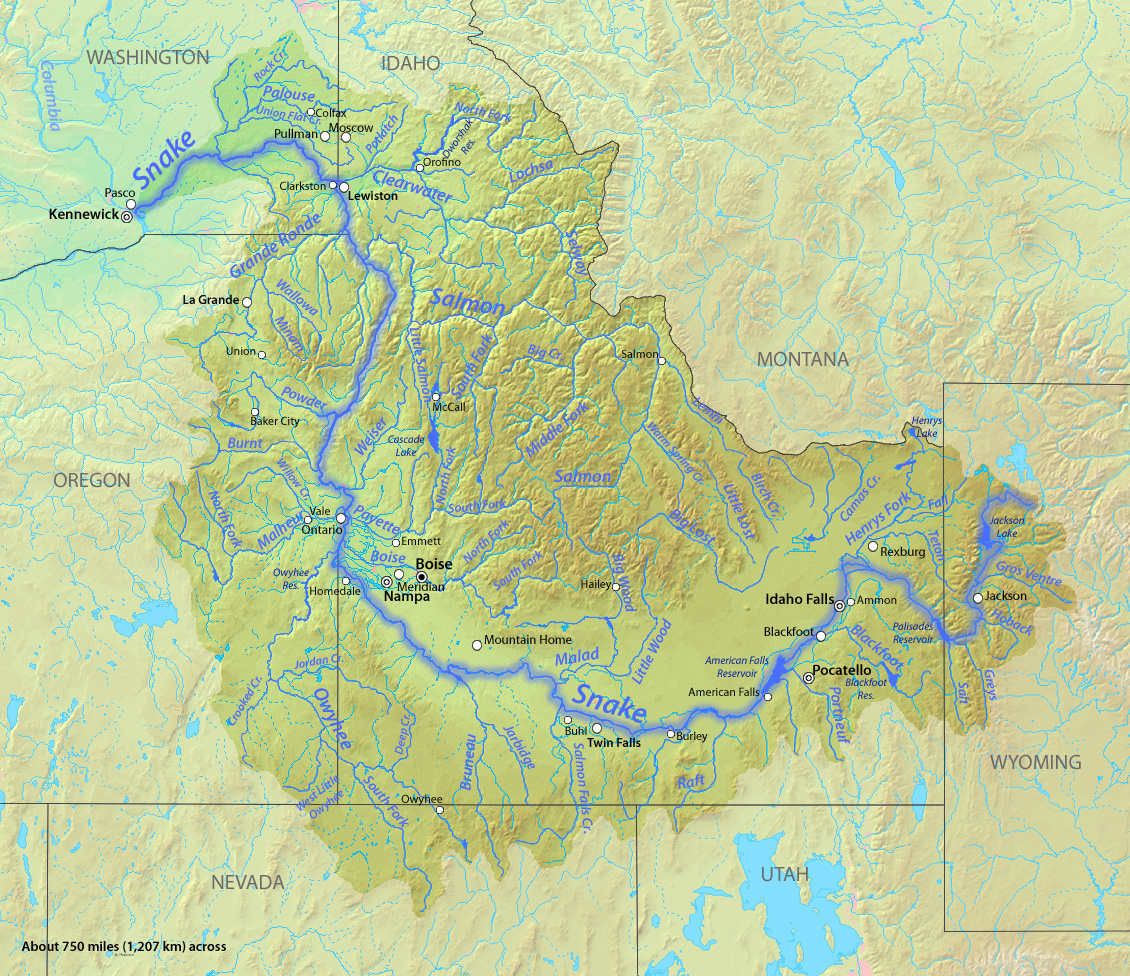 WASHINGTON
IDAHO
Columbia
Rock Cr.
Palouse
Union Flat Cr.
Colfax
Pullman
Moscow
Potlatch
North Fork
Dworshak
Res.
Orofino
Lochsa
Snake
Clearwater
Clarkston
Lewiston
Pasco
Kennewick
Selway
Grande Ronde
La Grande
Wallowa
Minam
Salmon
Union
Little Salmon
South Fork
Big Cr.
Salmon
MONTANA
Powder
McCall
Lemhi
Baker City
Burnt
Weiser
Cascade
Lake
Middle Fork
Warm Spring Cr.
Henrys
Lake
OREGON
Willow Cr.
North Fork
North Fork
Salmon
Little Lost
Birch Cr.
Camas Cr.
Henrys Fork
Fall
Vale
Ontario
Malheur
Payette
South Fork
Big Lost
Teton
Jackson
Lake
Emmett
North Fork
Rexburg
Boise
Boise
South Fork
Gros Ventre
Owyhee
Res.
Homedale
Meridian
Nampa
Hailey
Big Wood
Idaho Falls
Ammon
Jackson
Hoback
Palisades
Reservoir
Mountain Home
Blackfoot
Blackfoot
Malad
Little Wood
Jordan Cr.
American Falls
Reservoir
Pocatello
Blackfoot
Res.
Salt
Greys
Crooked Cr.
Owyhee
Deep Cr.
Snake
American Falls
Portneuf
Buhl
Twin Falls
Burley
Bruneau
Jarbidge
Salmon Falls Cr.
WYOMING
Raft
West Little
Owyhee
South Fork
Owyhee
NEVADA
UTAH
About 750 miles (1,207 km) across